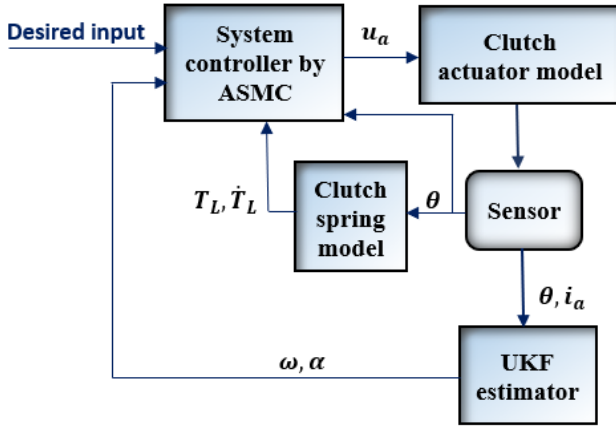 Desired input
System
controller by
ASMC
u_a
Clutch
actuator model
T_L, Ṫ_L
Clutch
spring
model
θ
Sensor
θ, i_a
ω, α
UKF
estimator